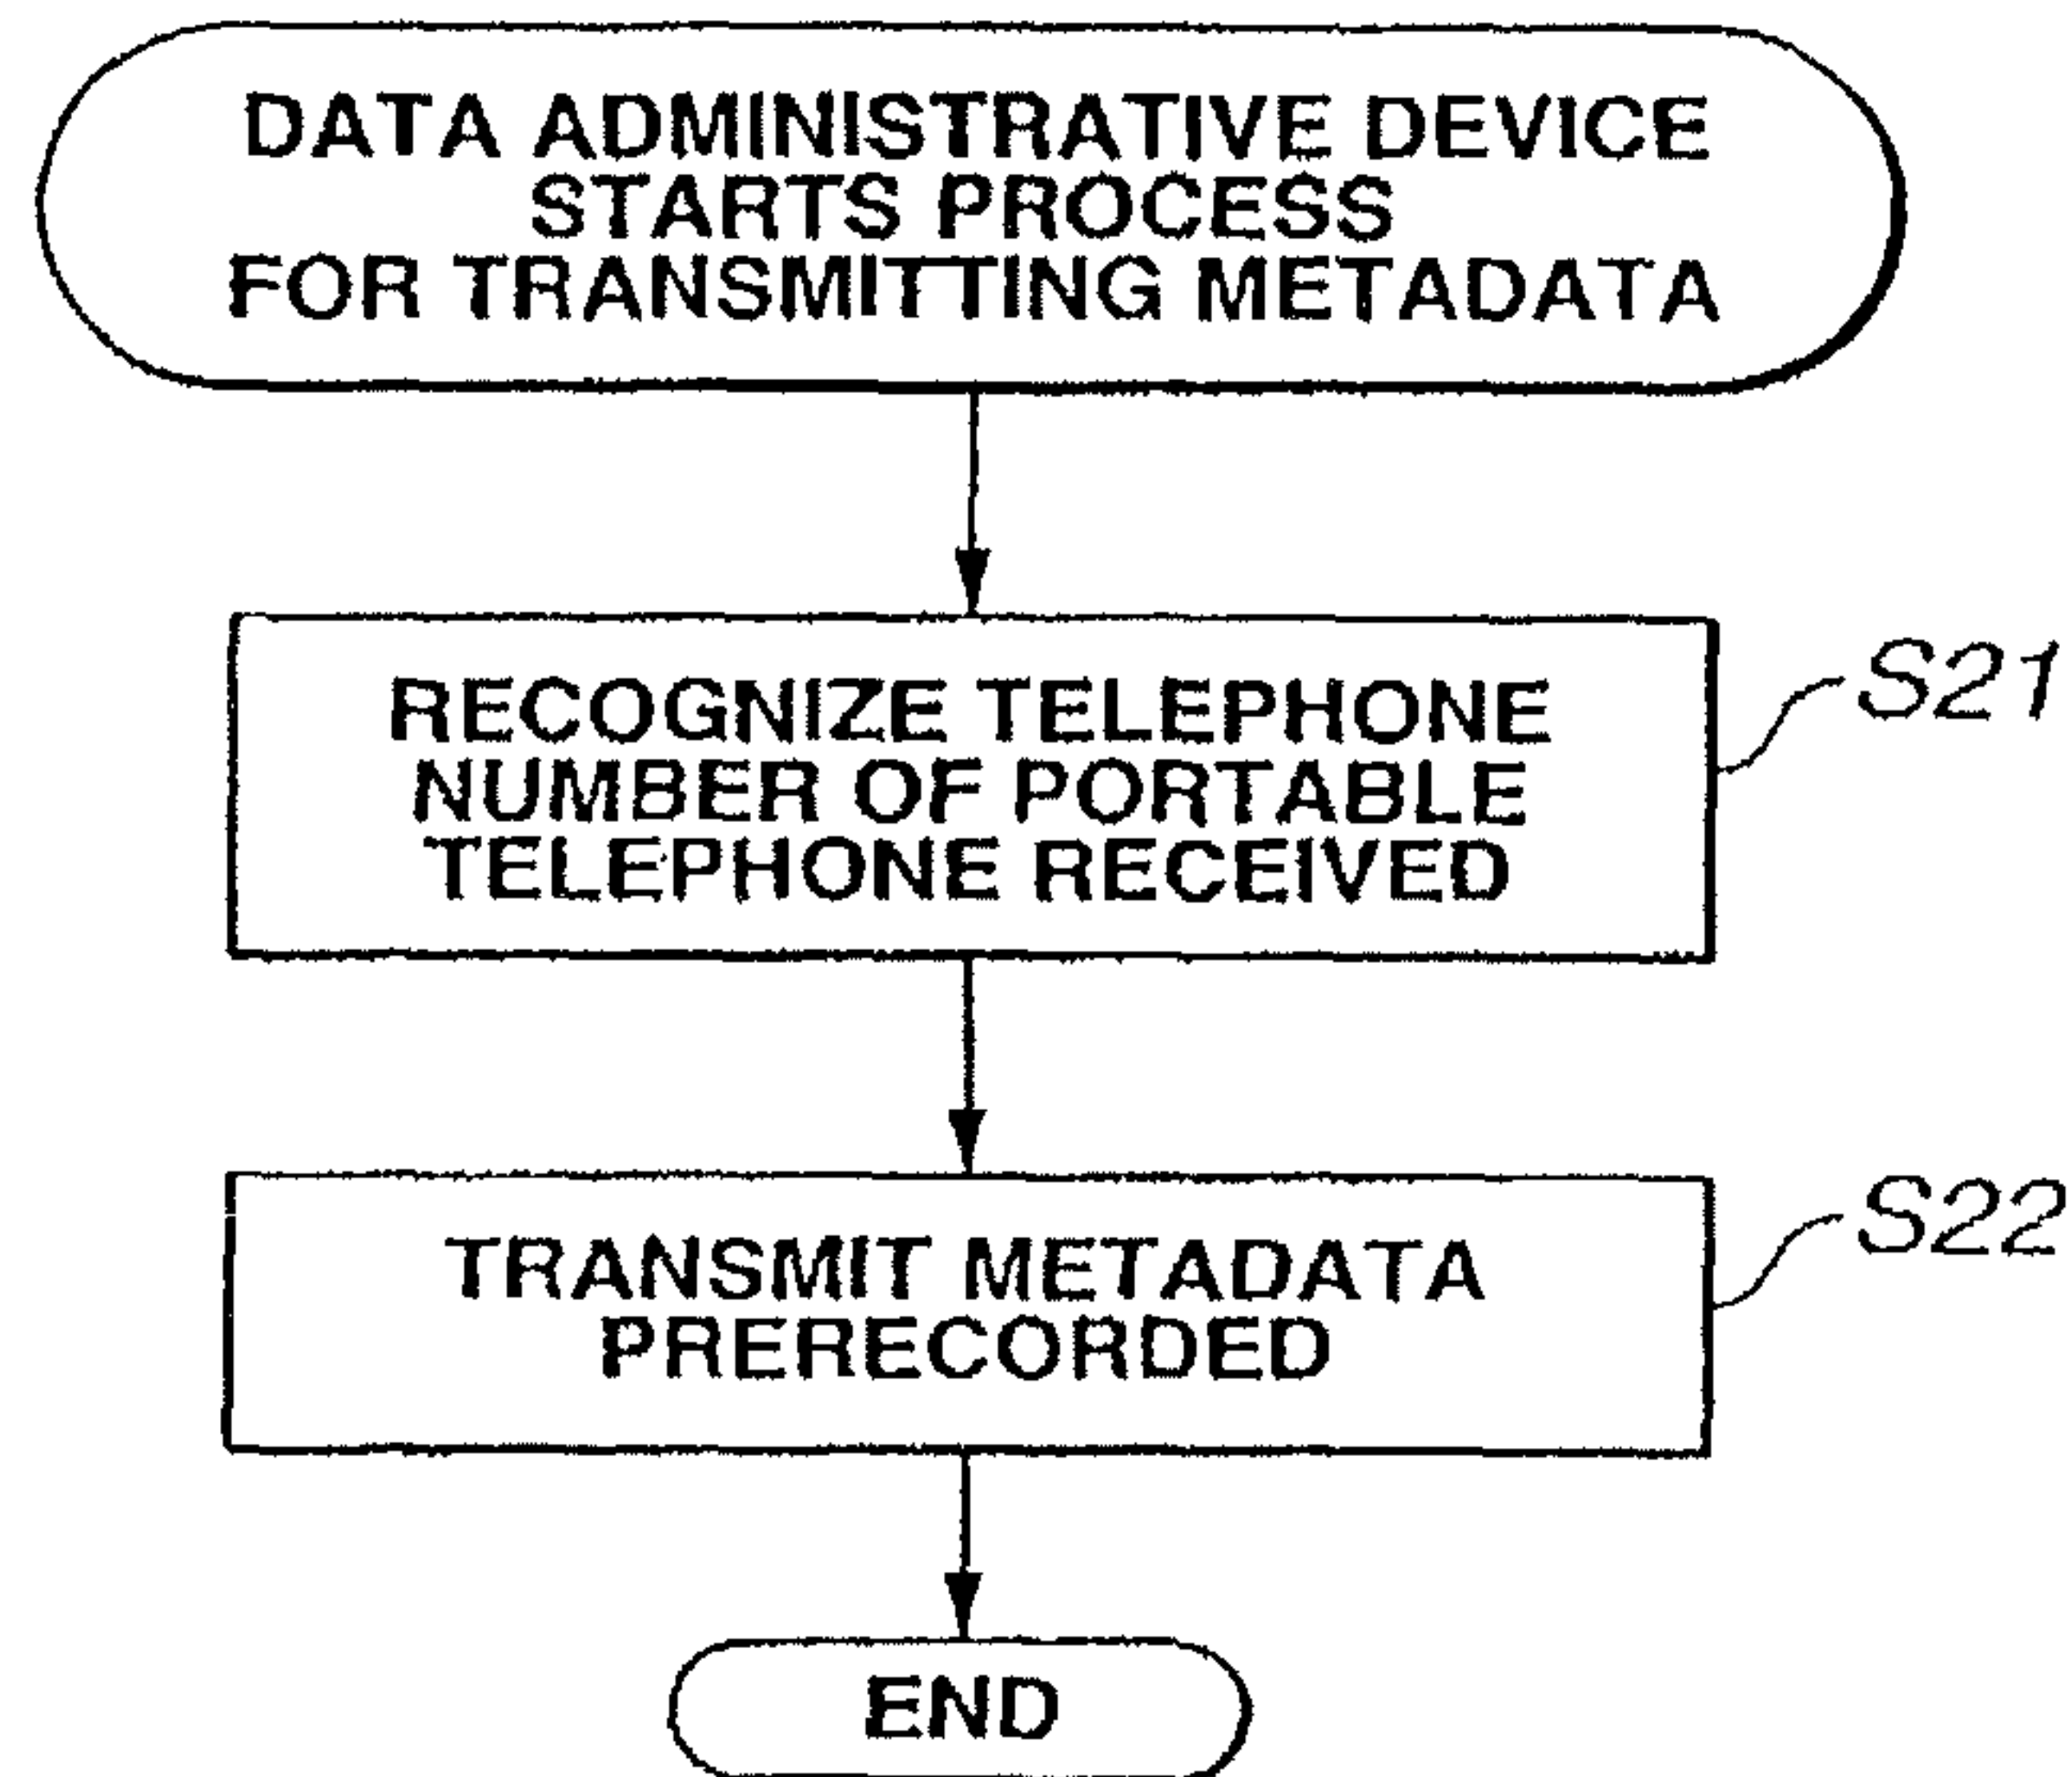 DATA ADMINISTRATIVE DEVICE
STARTS PROCESS
FOR TRANSMITTING METADATA
RECOGNIZE TELEPHONE
NUMBER OF PORTABLE
TELEPHONE RECEIVED
S21
TRANSMIT METADATA
PRERECORDED
S22
END